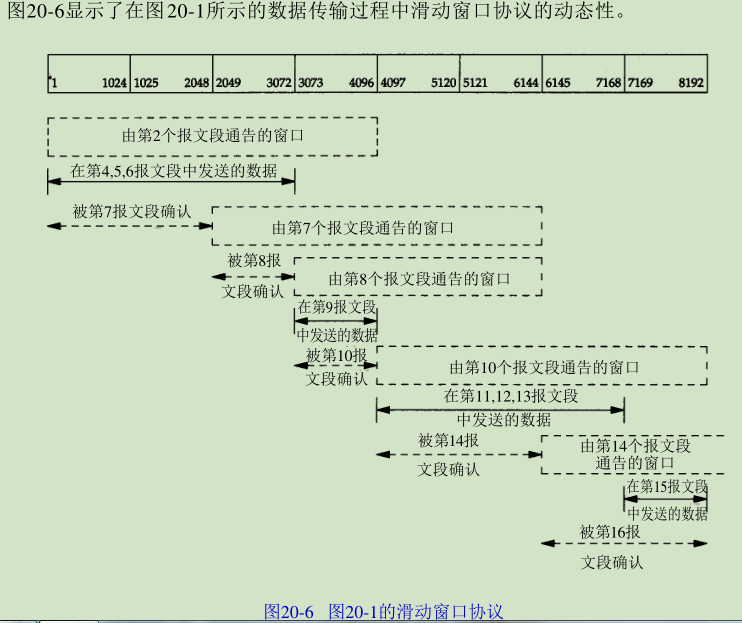 图20-6显示了在图20-1所示的数据传输过程中滑动窗口协议的动态性。
1 1024 1025 2048 2049 3072 3073 4096 4097 5120 5121 6144 6145 7168 7169 8192
由第2个报文段通告的窗口
在第4,5,6报文段中发送的数据
被第7报文段确认
由第7个报文段通告的窗口
被第8报
文段确认
由第8个报文段通告的窗口
在第9报文段
中发送的数据
被第10报
文段确认
由第10个报文段通告的窗口
在第11,12,13报文段
中发送的数据
被第14报
文段确认
由第14个报文段
通告的窗口
在第15报文段
中发送的数据
被第16报
文段确认
图20-6 图20-1的滑动窗口协议